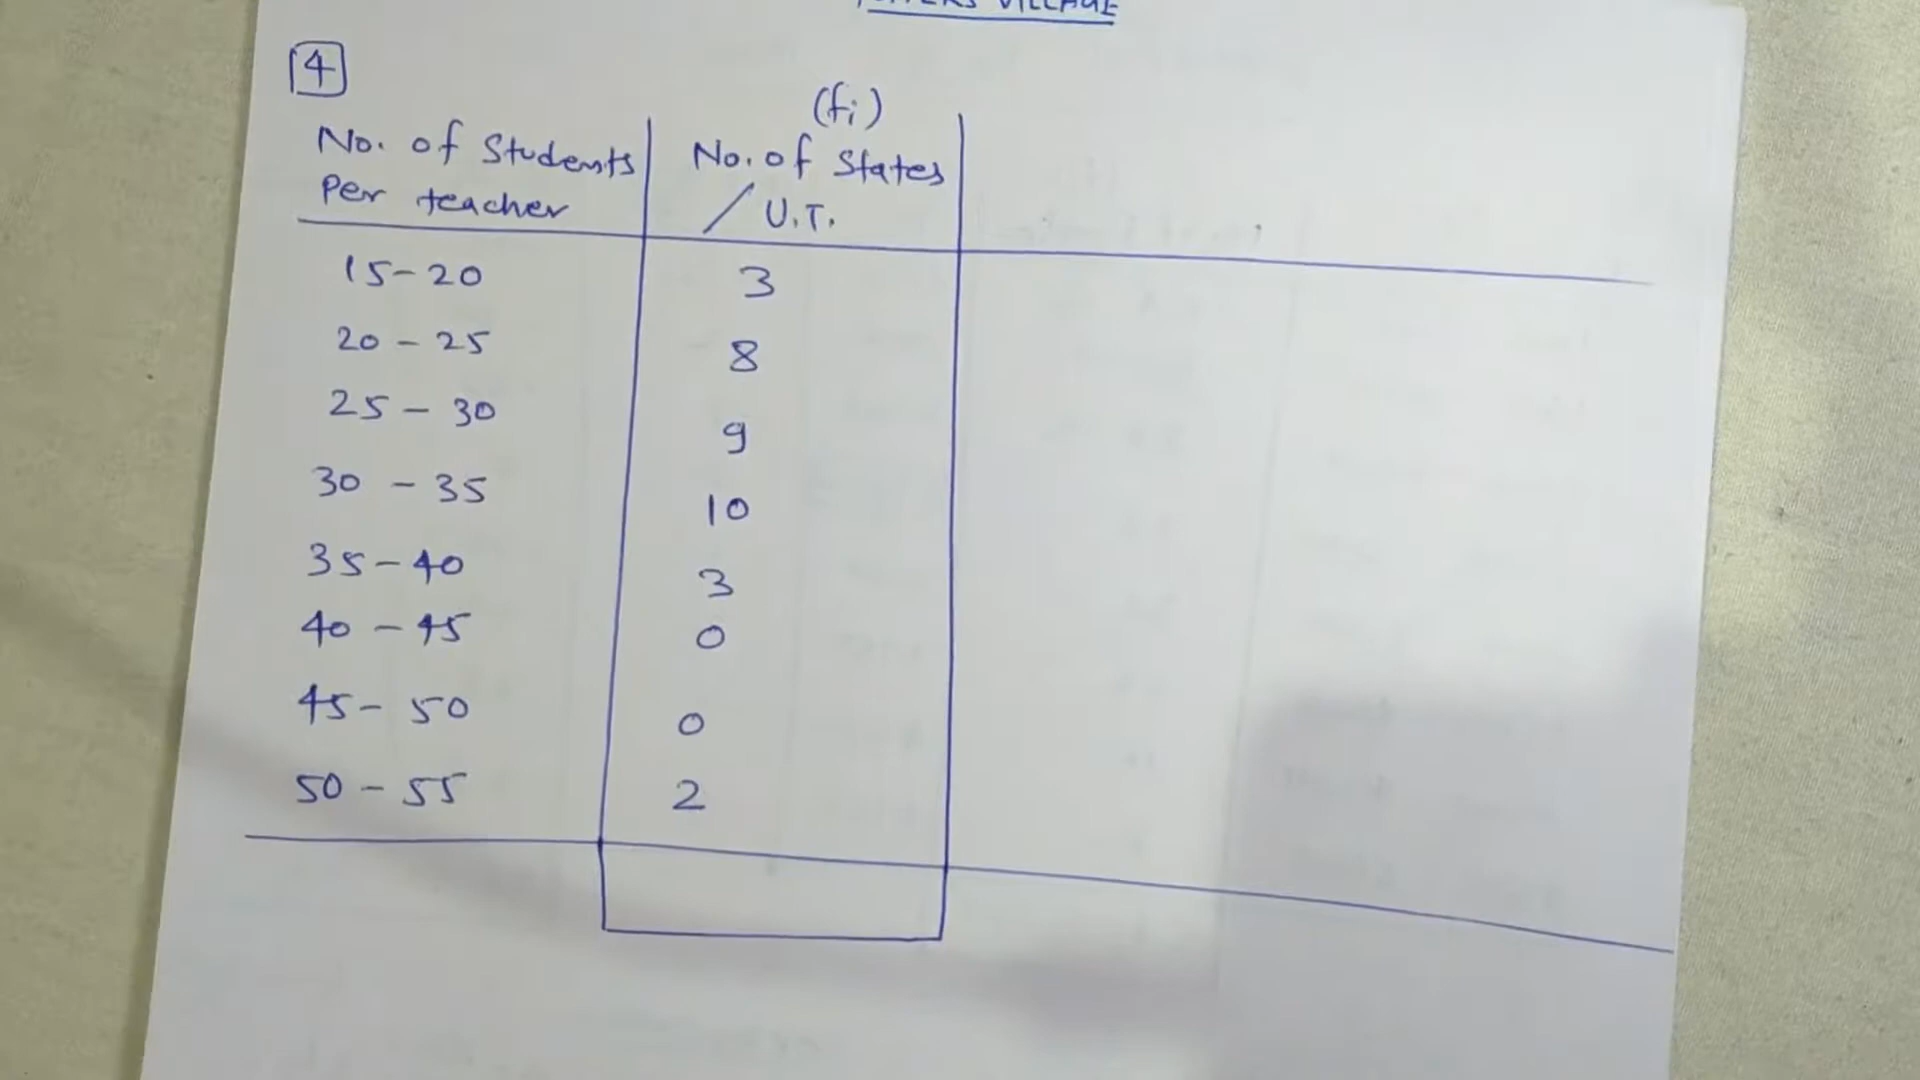 VILLAGE
4
(fi)
No. of Students
Per teacher
No. of States
/ U.T.
15-20 3
20 - 25 8
25 - 30 9
30 - 35 10
35-40 3
40 - 45 0
45- 50 0
50 - 55 2